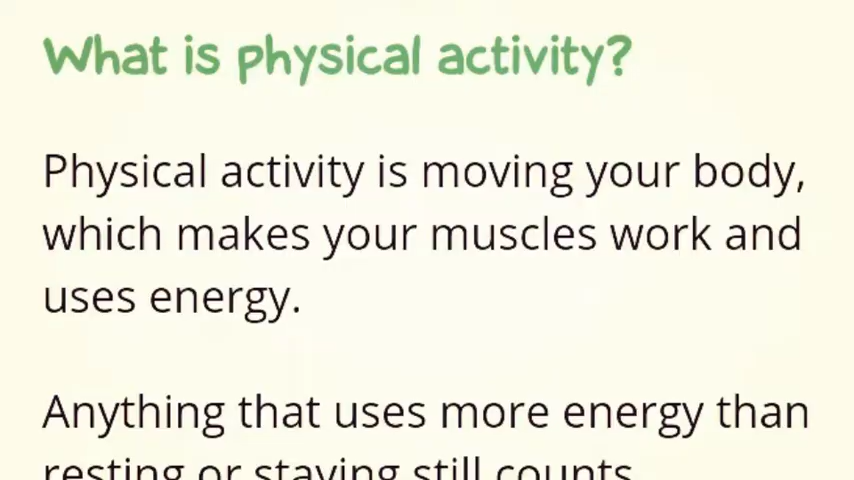 What is physical activity?
Physical activity is moving your body,
which makes your muscles work and
uses energy.
Anything that uses more energy than
resting or staying still counts